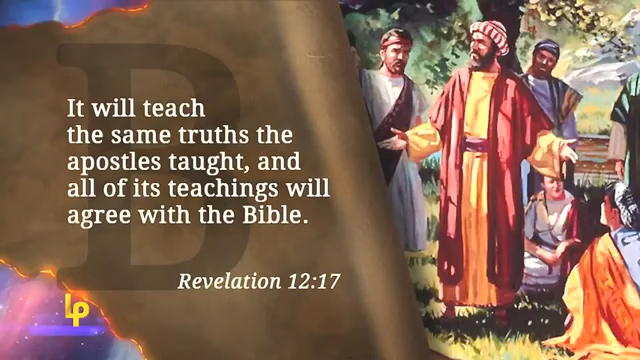 It will teach
the same truths the
apostles taught, and
all of its teachings will
agree with the Bible.
Revelation 12:17
B
LP